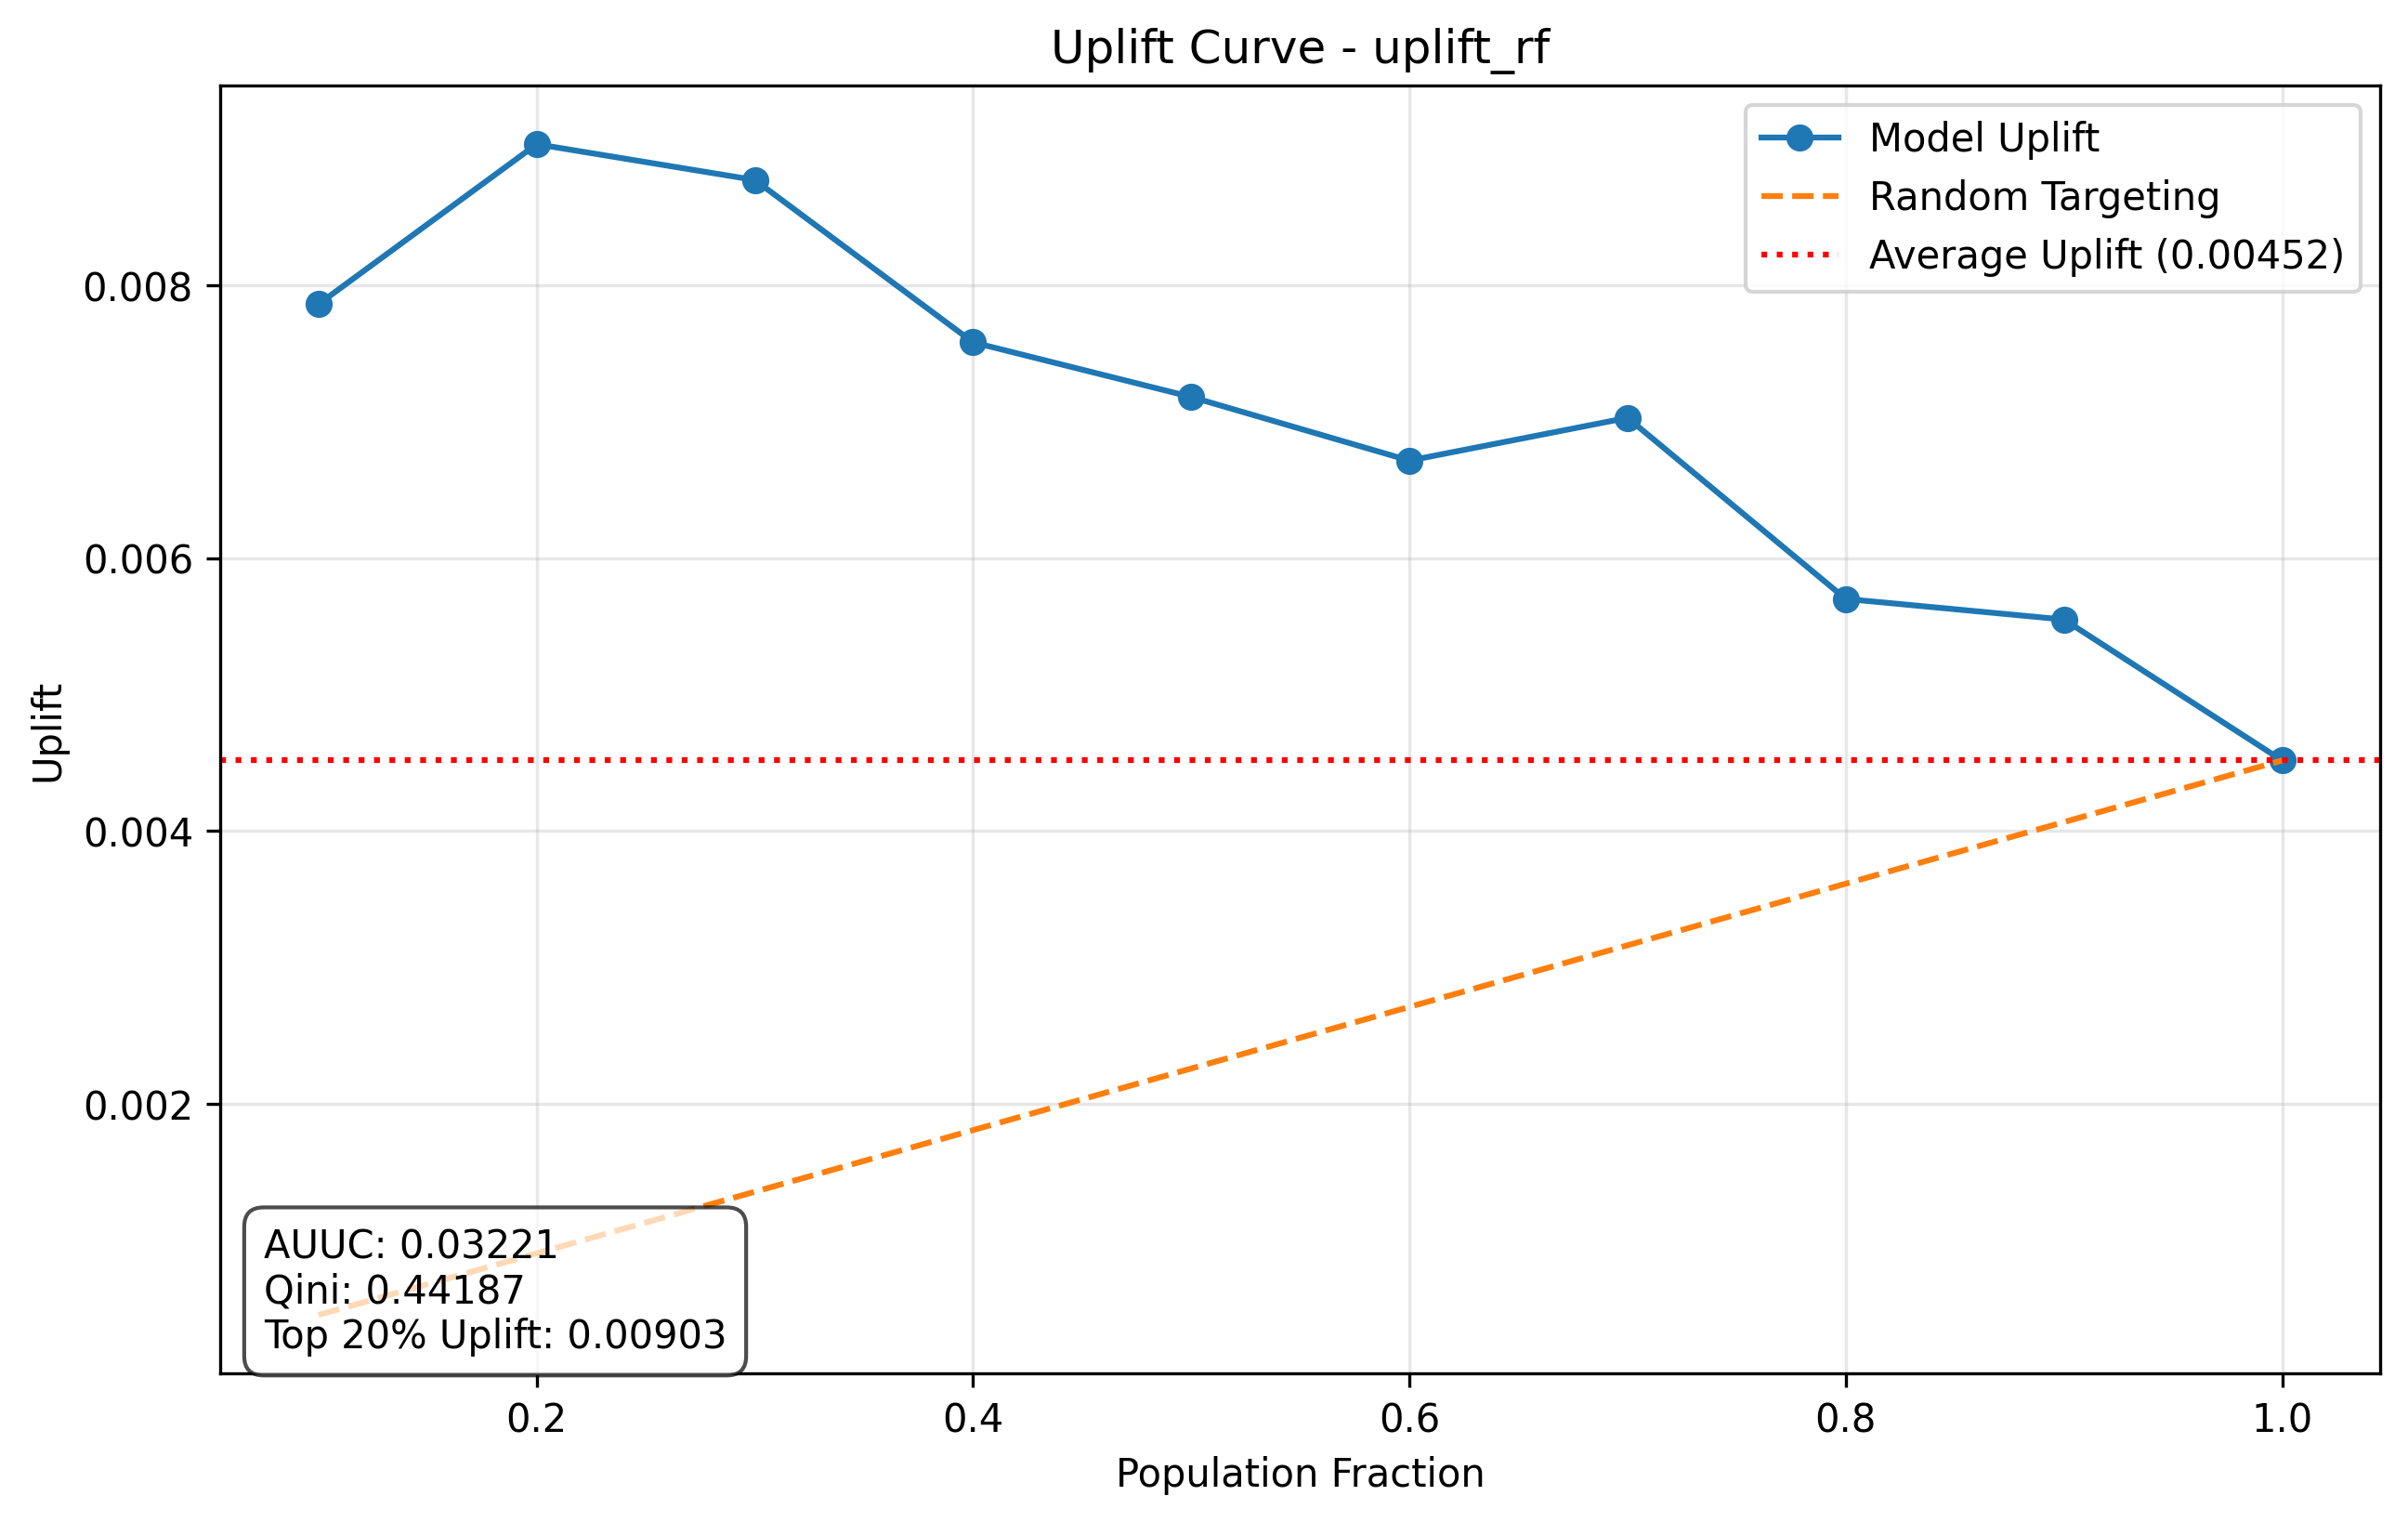 Uplift Curve - uplift_rf
Model Uplift
Random Targeting
Average Uplift (0.00452)
Uplift
0.008
0.006
0.004
0.002
AUUC: 0.03221
Qini: 0.44187
Top 20% Uplift: 0.00903
0.2
0.4
0.6
0.8
1.0
Population Fraction